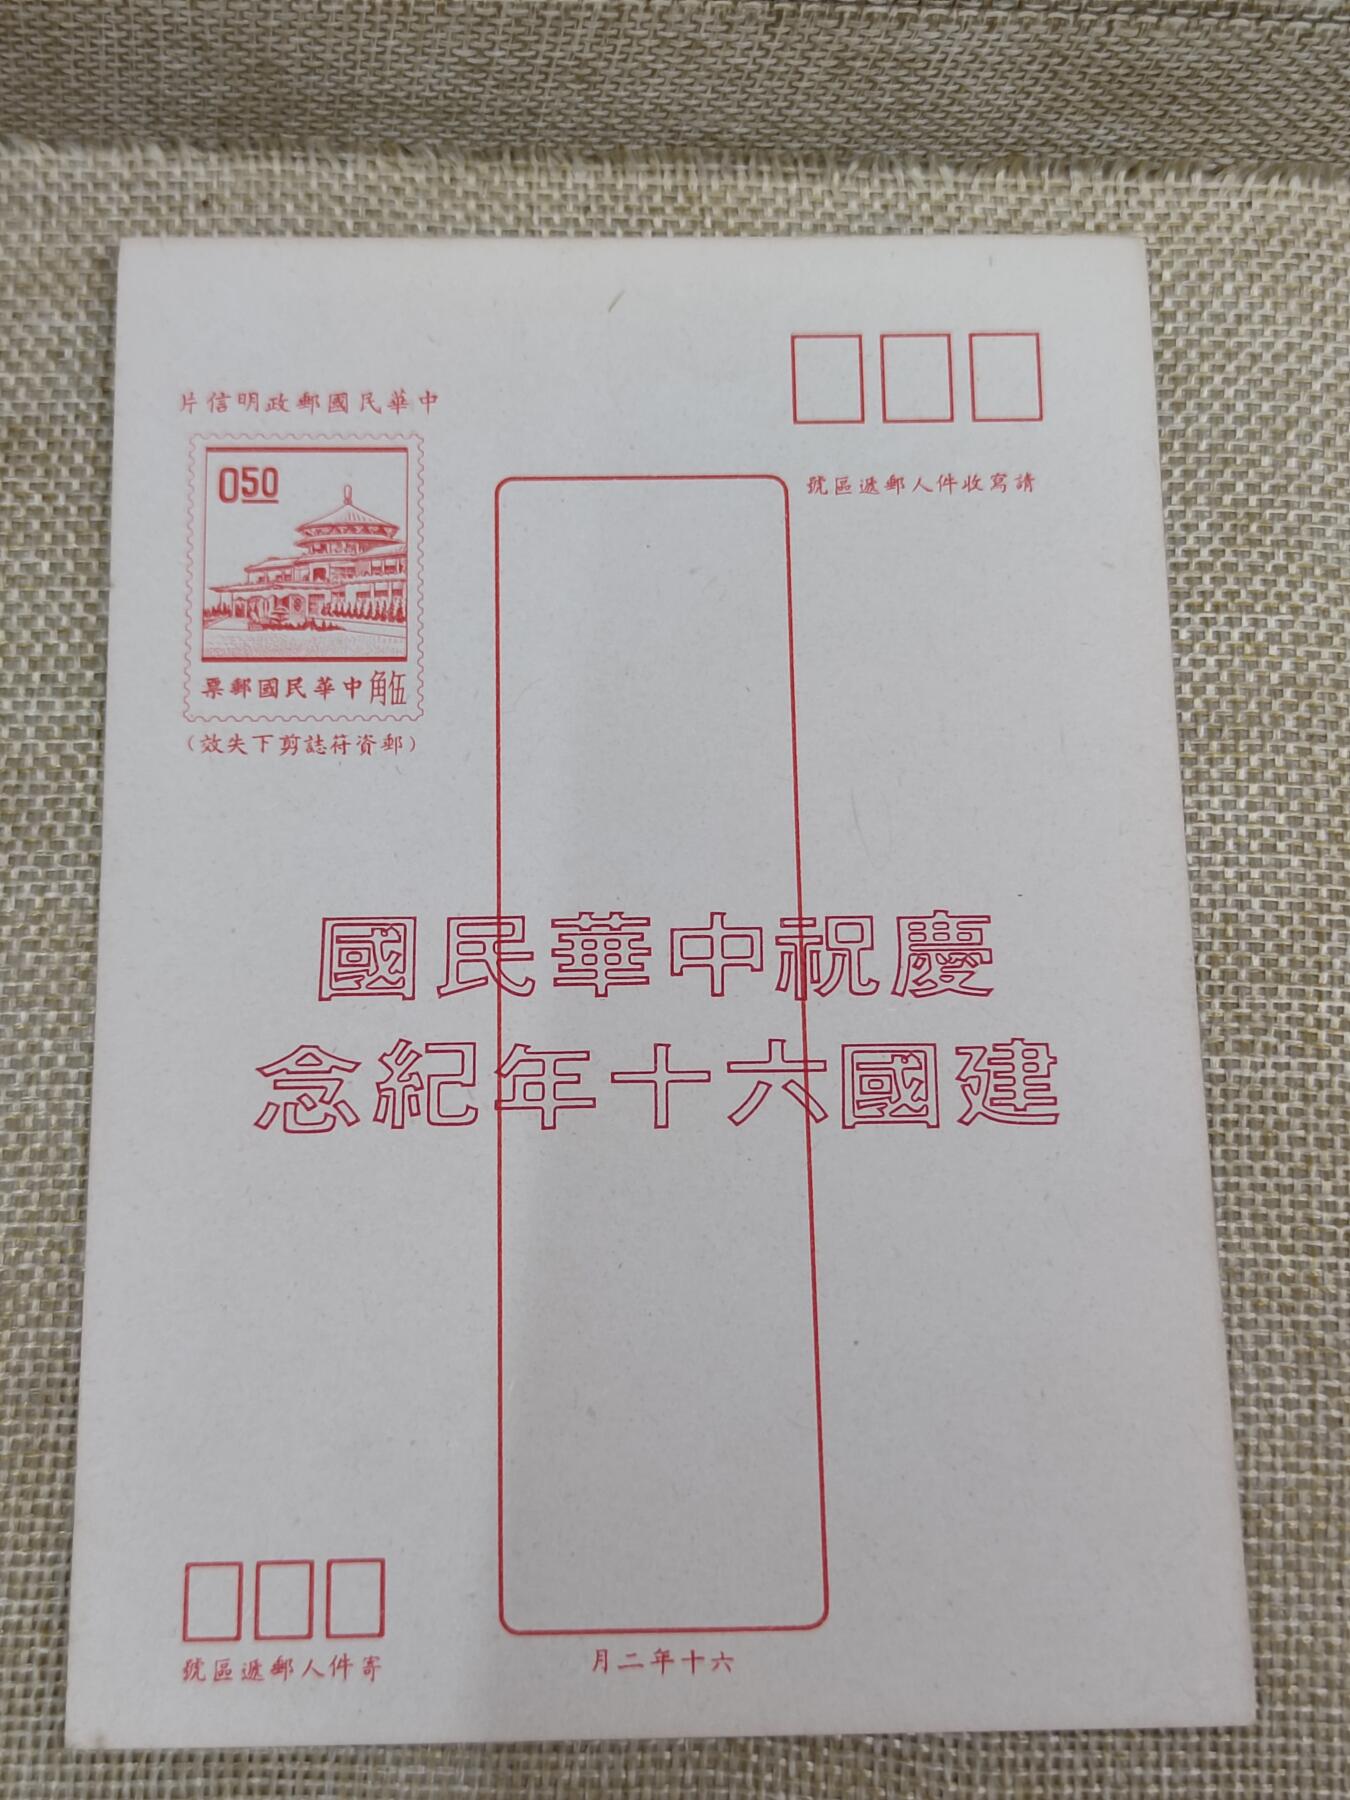 中華民國郵政明信片
0.50
中華民國郵票 伍角
(郵資符誌剪下失效)
請寫收件人郵遞區號
慶祝中華民國
建國六十年紀念
寄件人郵遞區號
六十年二月